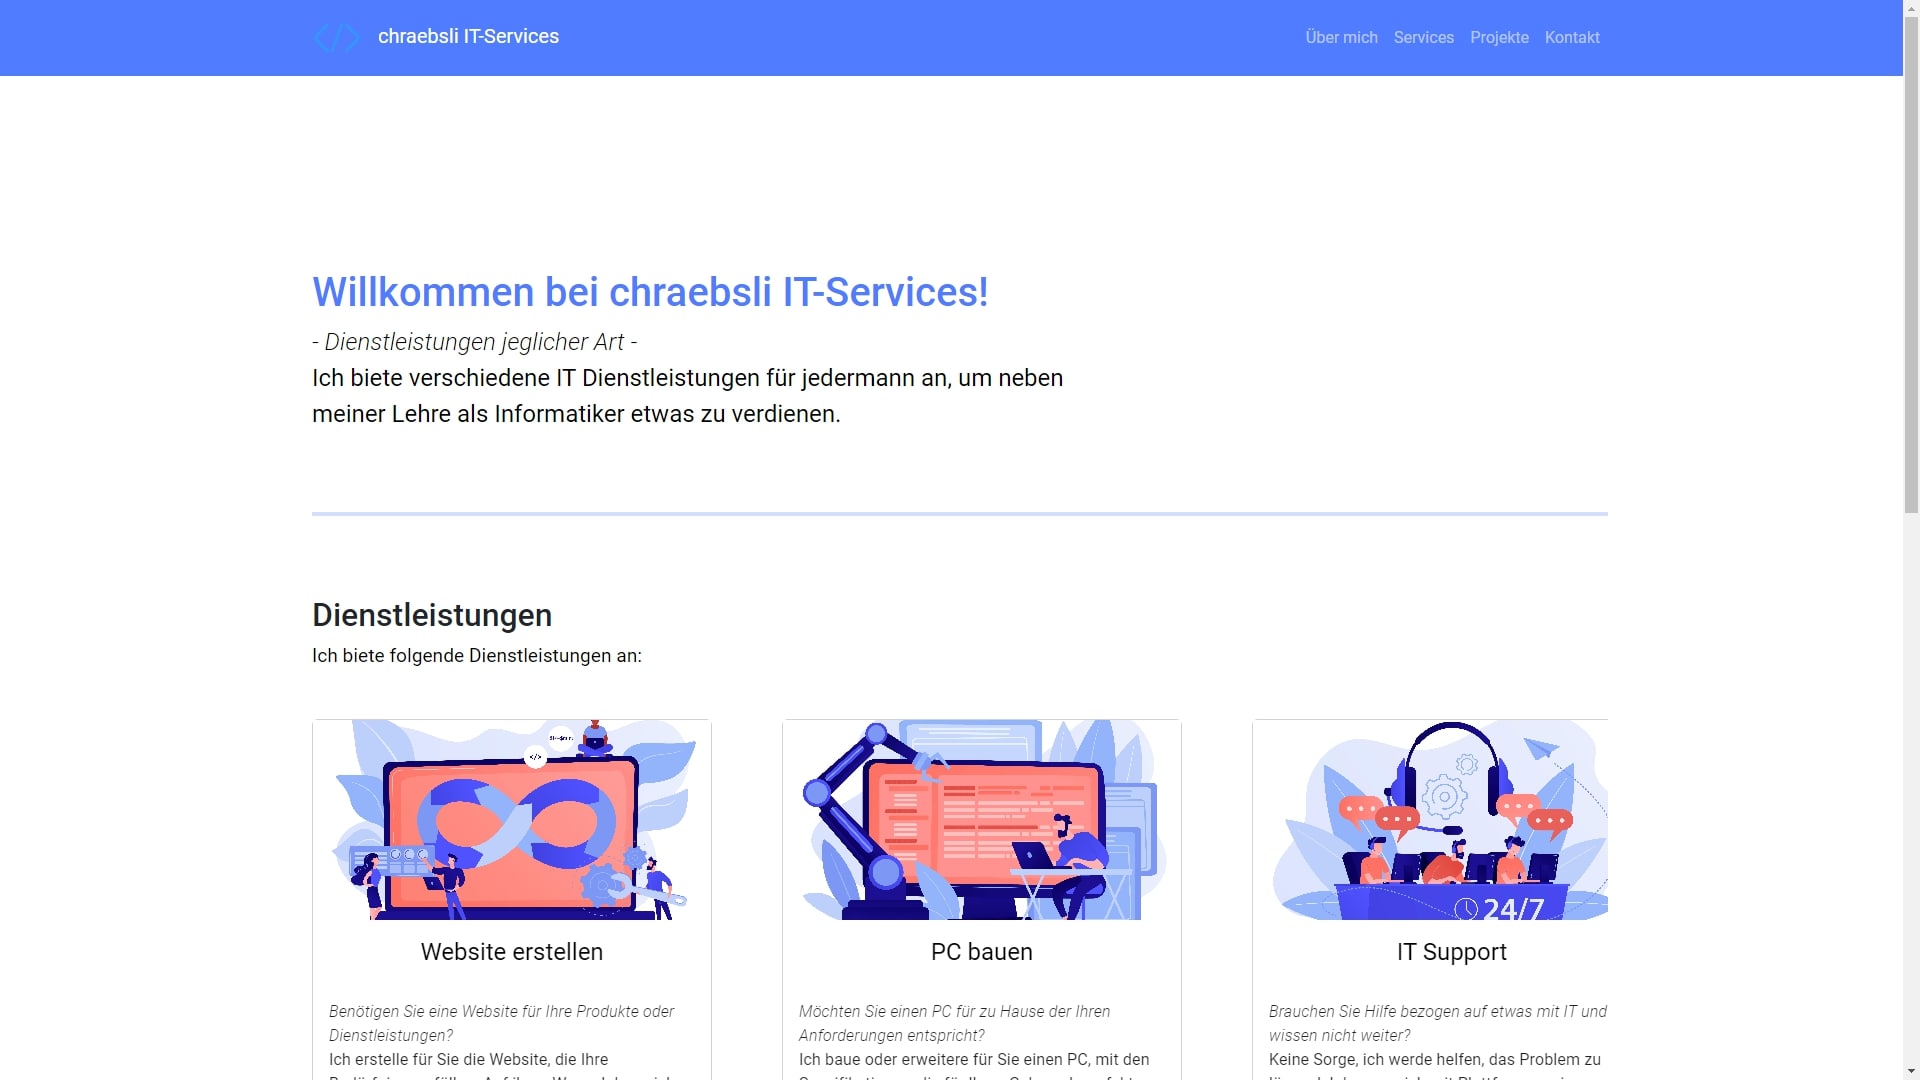 chraebsli IT-Services
Über mich Services Projekte Kontakt
Willkommen bei chraebsli IT-Services!
- Dienstleistungen jeglicher Art -
Ich biete verschiedene IT Dienstleistungen für jedermann an, um neben
meiner Lehre als Informatiker etwas zu verdienen.
Dienstleistungen
Ich biete folgende Dienstleistungen an:
</>
24/7
Website erstellen
Benötigen Sie eine Website für Ihre Produkte oder
Dienstleistungen?
Ich erstelle für Sie die Website, die Ihre
PC bauen
Möchten Sie einen PC für zu Hause der Ihren
Anforderungen entspricht?
Ich baue oder erweitere für Sie einen PC, mit den
IT Support
Brauchen Sie Hilfe bezogen auf etwas mit IT und
wissen nicht weiter?
Keine Sorge, ich werde helfen, das Problem zu